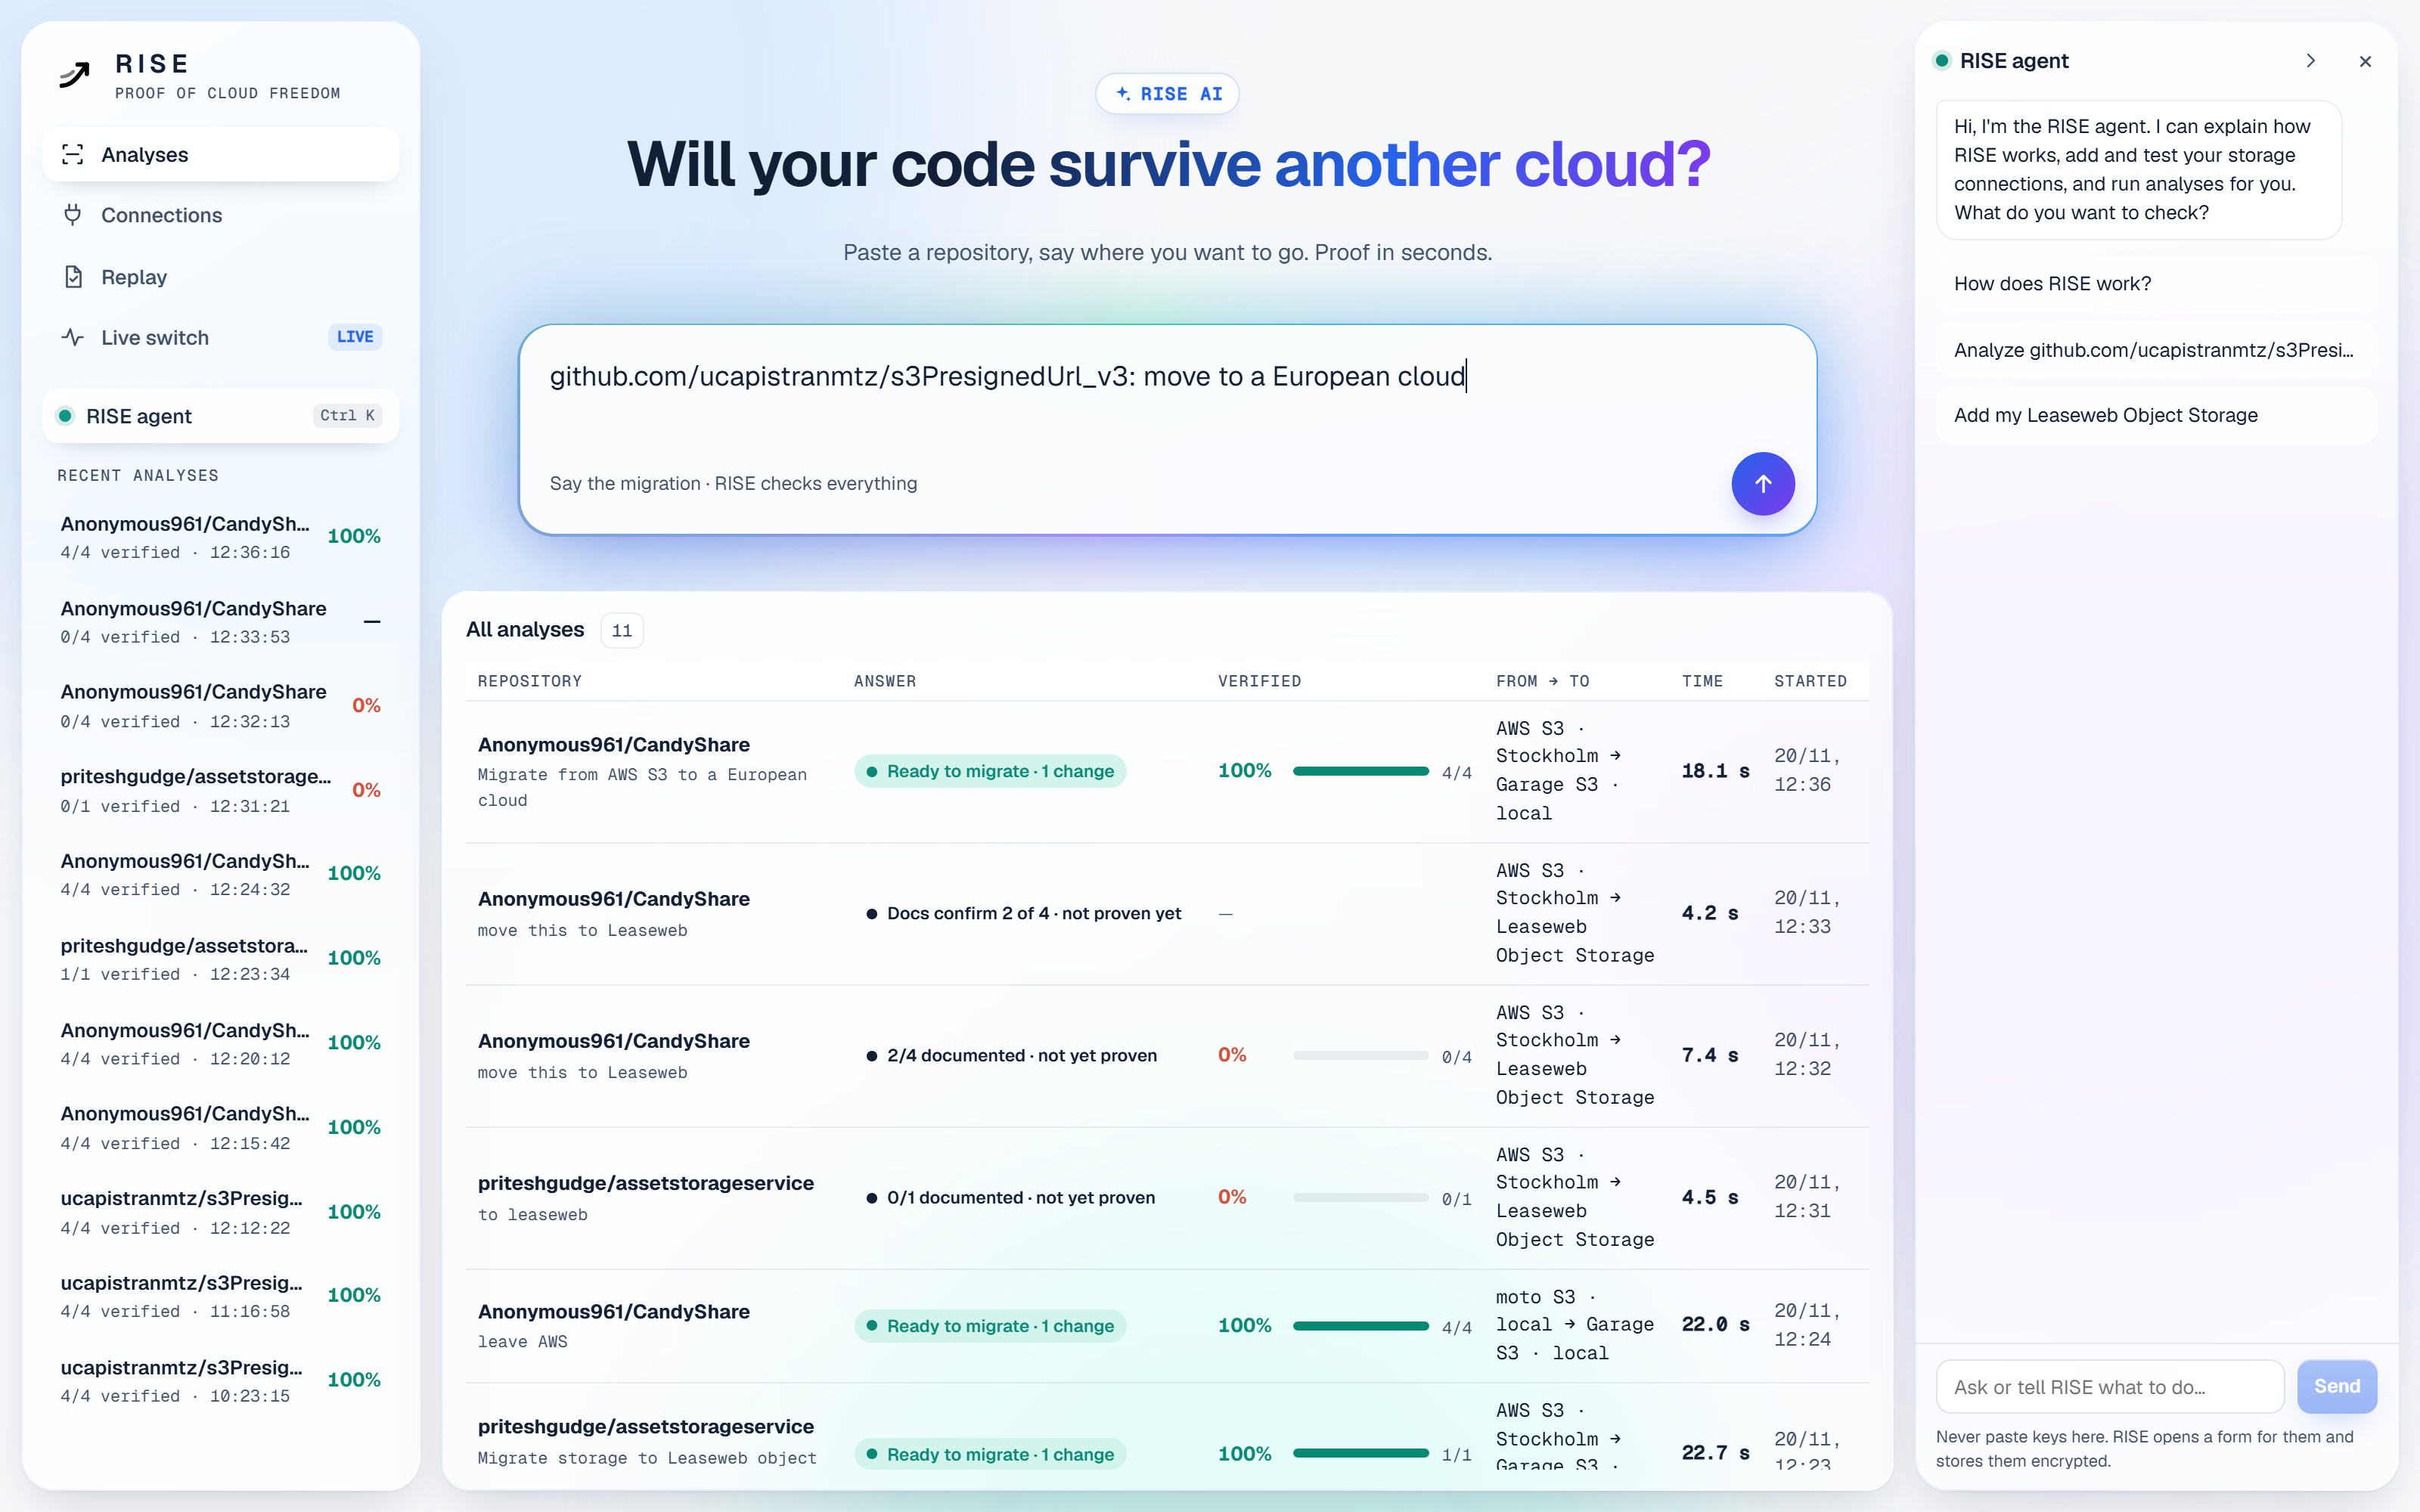 RISE
PROOF OF CLOUD FREEDOM
Analyses
Connections
Replay
Live switch
LIVE
RISE agent
Ctrl K
RECENT ANALYSES
Anonymous961/CandySh…
100%
4/4 verified · 12:36:16
Anonymous961/CandyShare
—
0/4 verified · 12:33:53
Anonymous961/CandyShare
0%
0/4 verified · 12:32:13
priteshgudge/assetstorage…
0%
0/1 verified · 12:31:21
Anonymous961/CandySh…
100%
4/4 verified · 12:24:32
priteshgudge/assetstora…
100%
1/1 verified · 12:23:34
Anonymous961/CandySh…
100%
4/4 verified · 12:20:12
Anonymous961/CandySh…
100%
4/4 verified · 12:15:42
ucapistranmtz/s3Presig…
100%
4/4 verified · 12:12:22
ucapistranmtz/s3Presig…
100%
4/4 verified · 11:16:58
ucapistranmtz/s3Presig…
100%
4/4 verified · 10:23:15
RISE AI
Will your code survive another cloud?
Paste a repository, say where you want to go. Proof in seconds.
github.com/ucapistranmtz/s3PresignedUrl_v3: move to a European cloud
Say the migration · RISE checks everything
All analyses 11
REPOSITORY ANSWER VERIFIED FROM → TO TIME STARTED
Anonymous961/CandyShare
Migrate from AWS S3 to a European
cloud
Ready to migrate · 1 change
100% 4/4
AWS S3 ·
Stockholm →
Garage S3 ·
local
18.1 s
20/11,
12:36
Anonymous961/CandyShare
move this to Leaseweb
Docs confirm 2 of 4 · not proven yet
—
AWS S3 ·
Stockholm →
Leaseweb
Object Storage
4.2 s
20/11,
12:33
Anonymous961/CandyShare
move this to Leaseweb
2/4 documented · not yet proven
0% 0/4
AWS S3 ·
Stockholm →
Leaseweb
Object Storage
7.4 s
20/11,
12:32
priteshgudge/assetstorageservice
to leaseweb
0/1 documented · not yet proven
0% 0/1
AWS S3 ·
Stockholm →
Leaseweb
Object Storage
4.5 s
20/11,
12:31
Anonymous961/CandyShare
leave AWS
Ready to migrate · 1 change
100% 4/4
moto S3 ·
local → Garage
S3 · local
22.0 s
20/11,
12:24
priteshgudge/assetstorageservice
Migrate storage to Leaseweb object
Ready to migrate · 1 change
100% 1/1
AWS S3 ·
Stockholm →
Garage S3 ·
22.7 s
20/11,
12:23
RISE agent
Hi, I'm the RISE agent. I can explain how
RISE works, add and test your storage
connections, and run analyses for you.
What do you want to check?
How does RISE work?
Analyze github.com/ucapistranmtz/s3Presi…
Add my Leaseweb Object Storage
Ask or tell RISE what to do…
Send
Never paste keys here. RISE opens a form for them and
stores them encrypted.